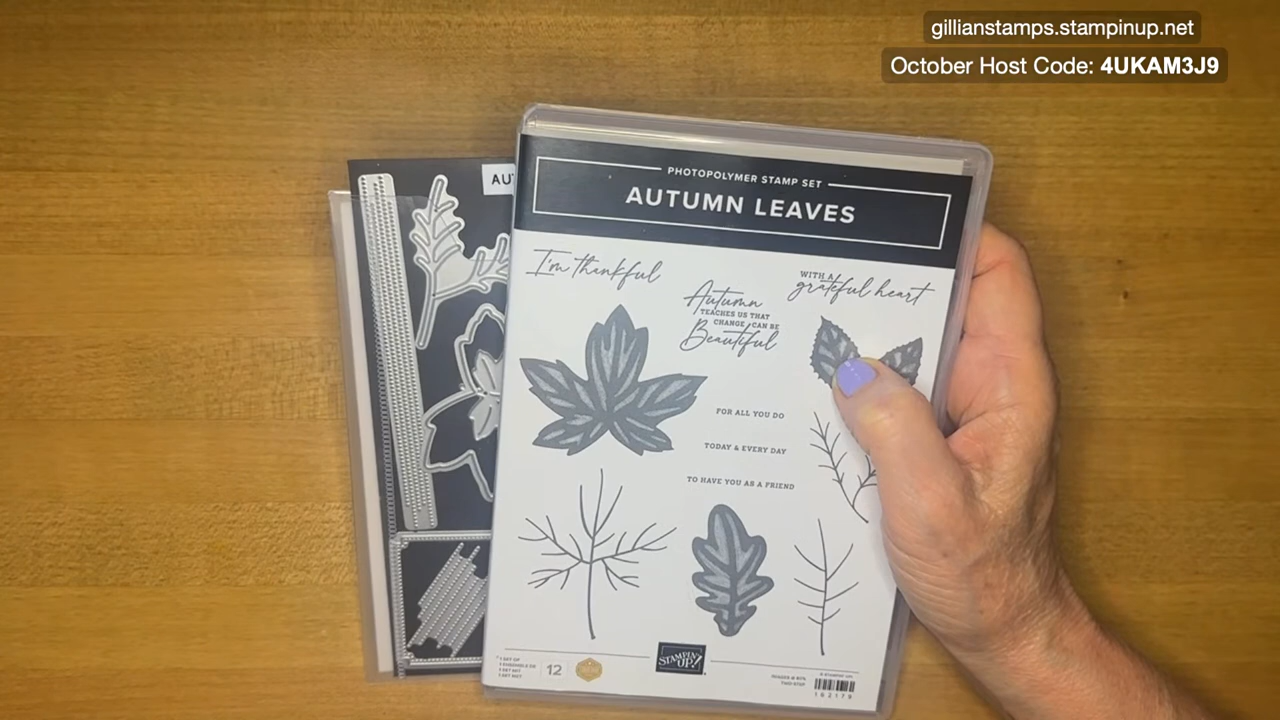 gillianstamps.stampinup.net
October Host Code: 4UKAM3J9
AU
PHOTOPOLYMER STAMP SET
AUTUMN LEAVES
I'm thankful
WITH A
grateful heart
Autumn
TEACHES US THAT
CHANGE CAN BE
Beautiful
FOR ALL YOU DO
TODAY & EVERY DAY
TO HAVE YOU AS A FRIEND
12
STAMPIN' UP!
162179